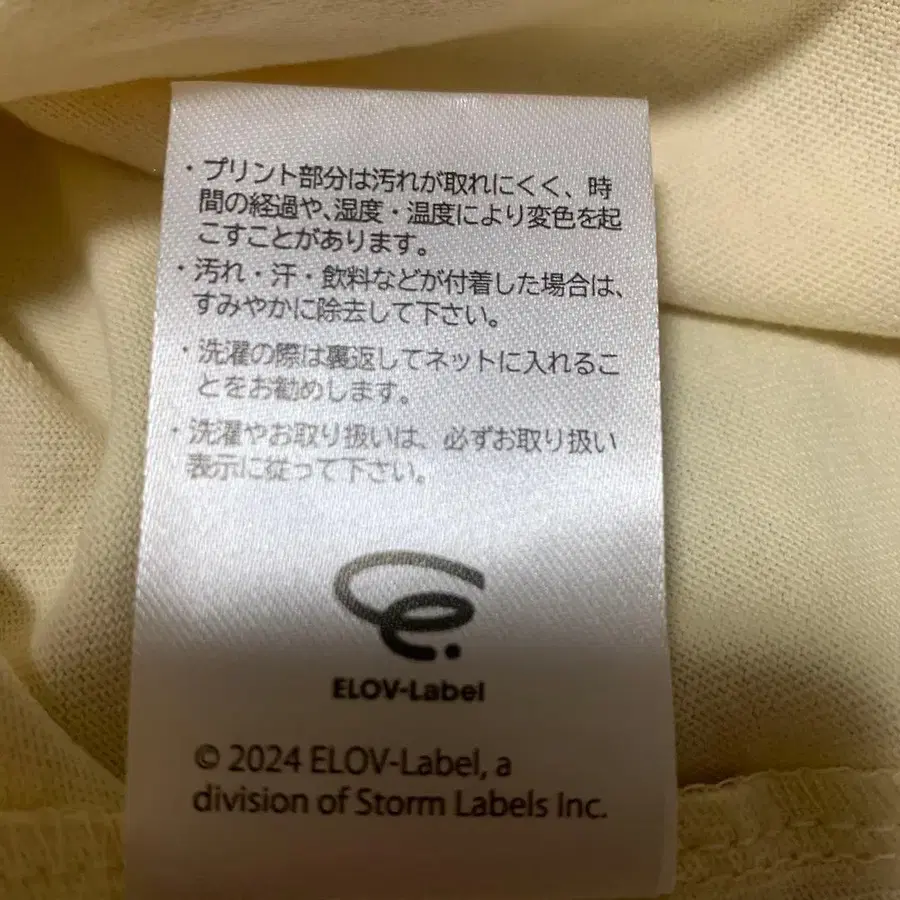 ・プリント部分は汚れが取れにくく、時
間の経過や、湿度・温度により変色を起
こすことがあります。
・汚れ・汗・飲料などが付着した場合は、
すみやかに除去して下さい。
・洗濯の際は裏返してネットに入れるこ
とをお勧めします。
・洗濯やお取り扱いは、必ずお取り扱い
表示に従って下さい。
e.
ELOV-Label
© 2024 ELOV-Label, a
division of Storm Labels Inc.